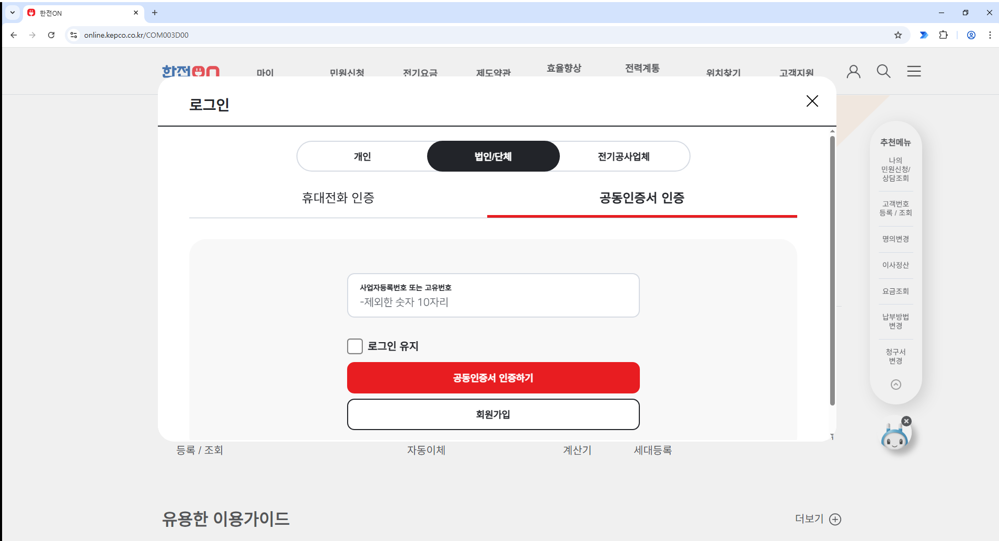 한전ON
online.kepco.co.kr/COM003D00
한전ON
마이
민원신청
전기요금
제도약관
효율향상
전력계통
위치찾기
고객지원
로그인
개인
법인/단체
전기공사업체
휴대전화 인증
공동인증서 인증
사업자등록번호 또는 고유번호
-제외한 숫자 10자리
로그인 유지
공동인증서 인증하기
회원가입
추천메뉴
나의
민원신청/
상담조회
고객번호
등록 / 조회
명의변경
이사정산
요금조회
납부방법
변경
청구서
변경
등록 / 조회
자동이체
계산기
세대등록
유용한 이용가이드
더보기